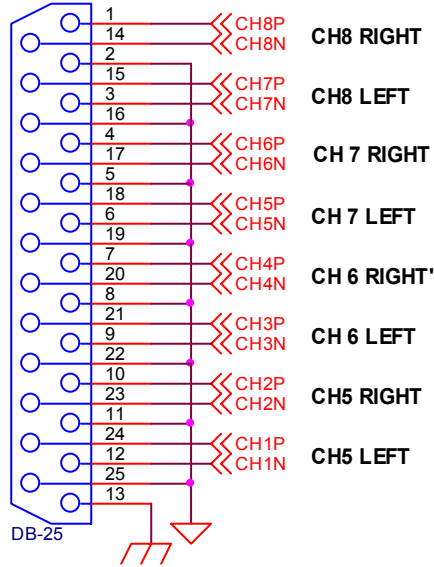 1 CH8P
14 CH8N
CH8 RIGHT
2
15 CH7P
3 CH7N
CH8 LEFT
16
4 CH6P
17 CH6N
CH 7 RIGHT
5
18 CH5P
6 CH5N
CH 7 LEFT
19
7 CH4P
20 CH4N
CH 6 RIGHT'
8
21 CH3P
9 CH3N
CH 6 LEFT
22
10 CH2P
23 CH2N
CH5 RIGHT
11
24 CH1P
12 CH1N
CH5 LEFT
25
13
DB-25